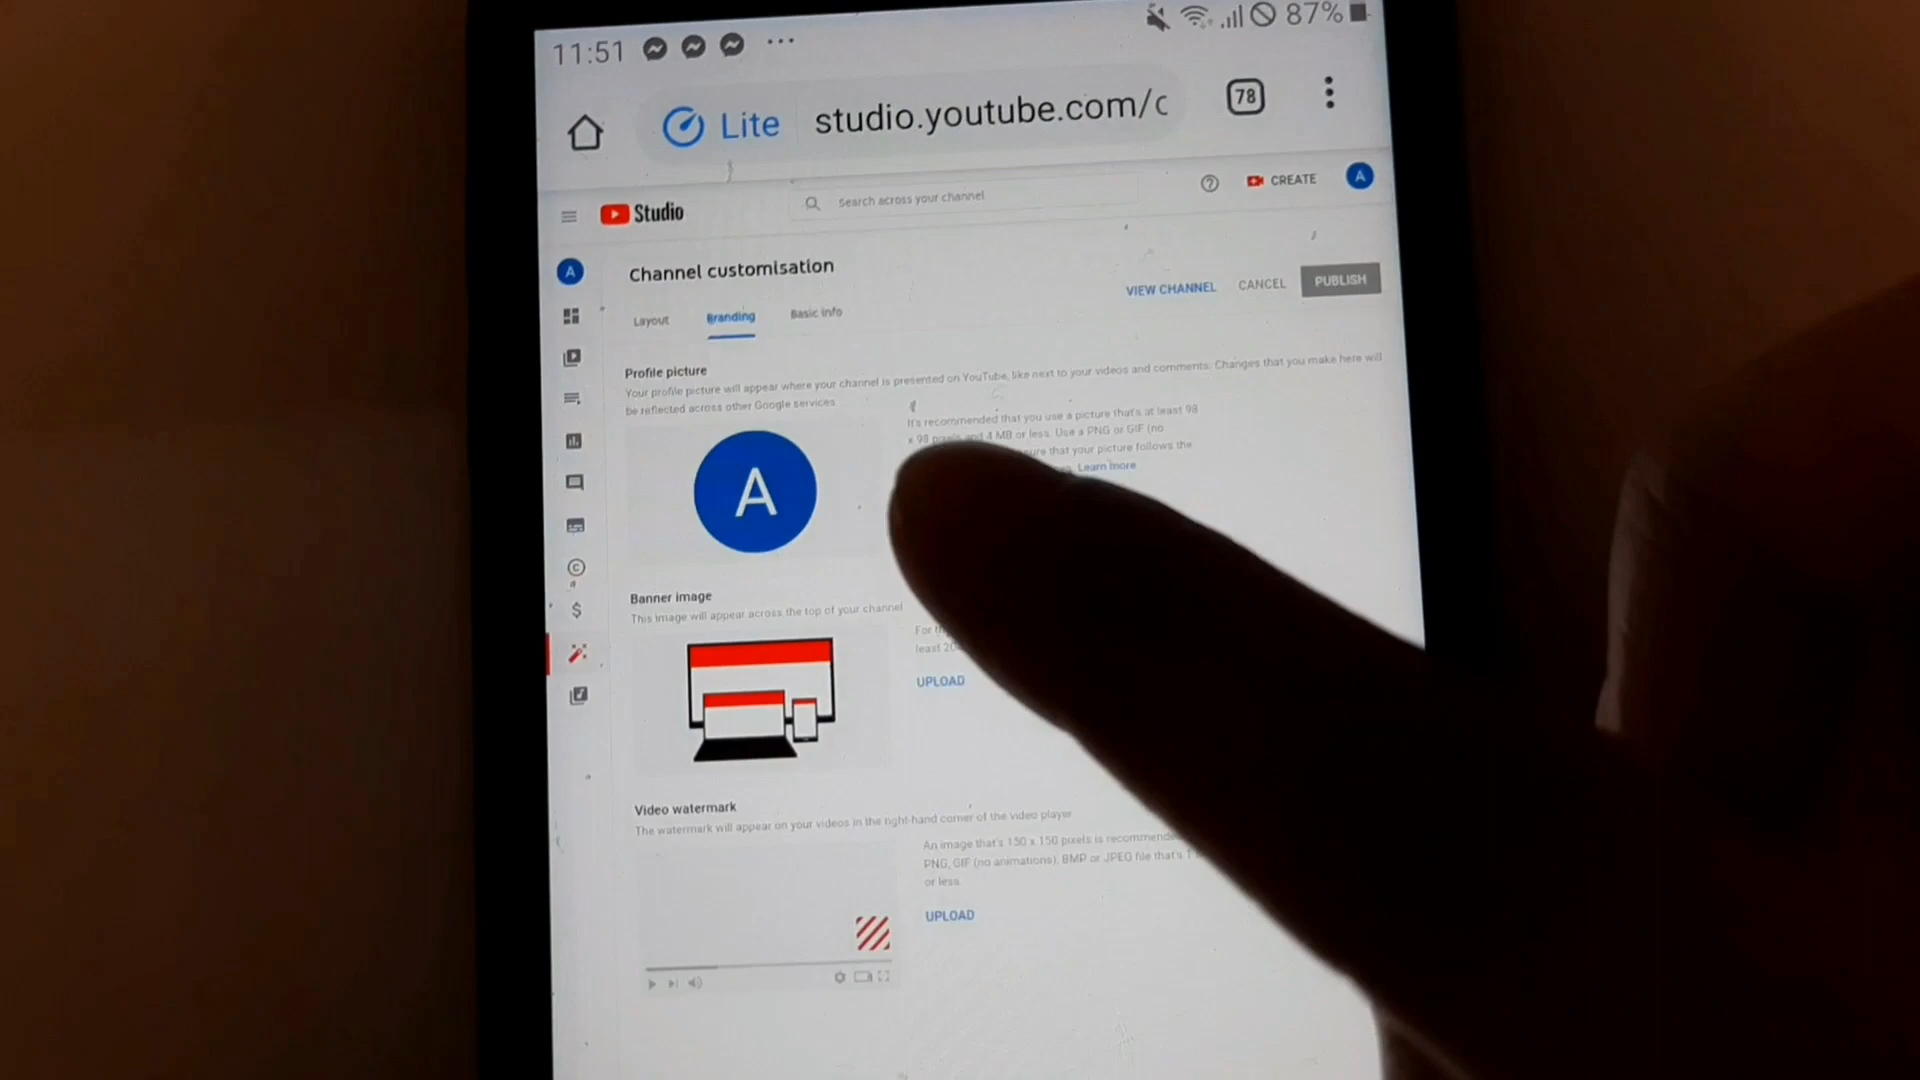 11:51 87%
Lite studio.youtube.com/c 78
Studio Search across your channel CREATE A
A Channel customisation
VIEW CHANNEL CANCEL PUBLISH
Layout Branding Basic info
Profile picture
Your profile picture will appear where your channel is presented on YouTube, like next to your videos and comments. Changes that you make here will
be reflected across other Google services.
It's recommended that you use a picture that's at least 98
x 98 pixels and 4 MB or less. Use a PNG or GIF (no
sure that your picture follows the
Learn more
A
Banner image
This image will appear across the top of your channel
For
least
UPLOAD
Video watermark
The watermark will appear on your videos in the right-hand corner of the video player
An image that's 150 x 150 pixels is recommended
PNG, GIF (no animations), BMP or JPEG file that's 1
or less.
UPLOAD